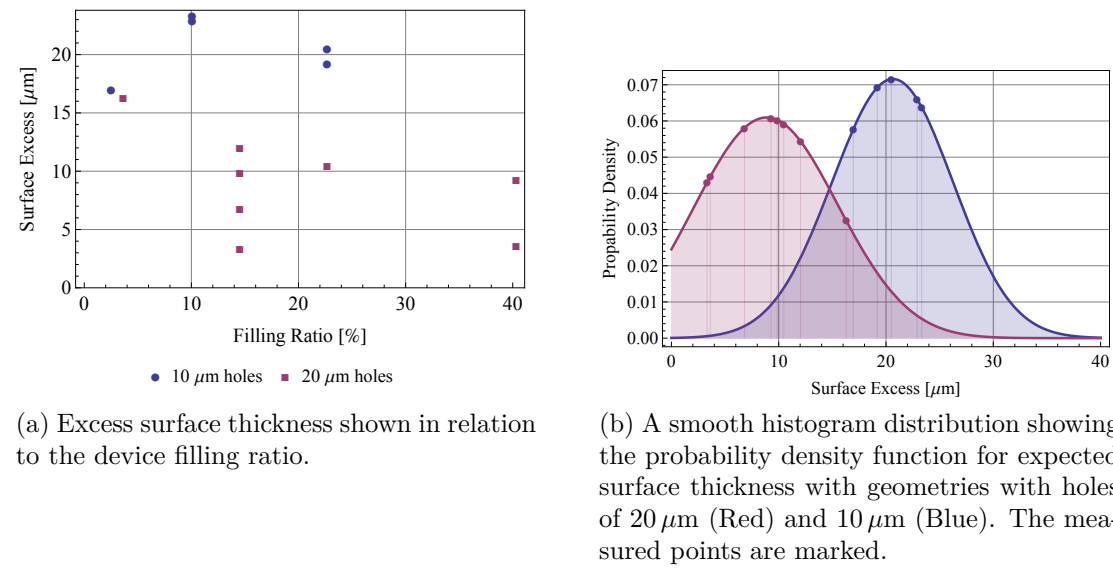 20
15
10
5
0
Surface Excess [μm]
0 10 20 30 40
Filling Ratio [%]
10 μm holes 20 μm holes
(a) Excess surface thickness shown in relation
to the device filling ratio.
0.07
0.06
0.05
0.04
0.03
0.02
0.01
0.00
Propability Density
0 10 20 30 40
Surface Excess [μm]
(b) A smooth histogram distribution showing
the probability density function for expected
surface thickness with geometries with holes
of 20 μm (Red) and 10 μm (Blue). The mea-
sured points are marked.